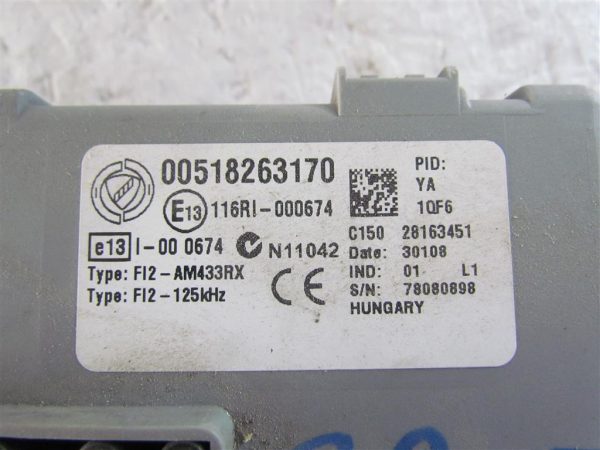 00518263170
E13 116RI-000674
e13 I-00 0674 N11042
Type: FI2-AM433RX
Type: FI2-125kHz
CE
PID:
YA
1QF6
C150 28163451
Date: 30108
IND: 01 L1
S/N: 78080898
HUNGARY